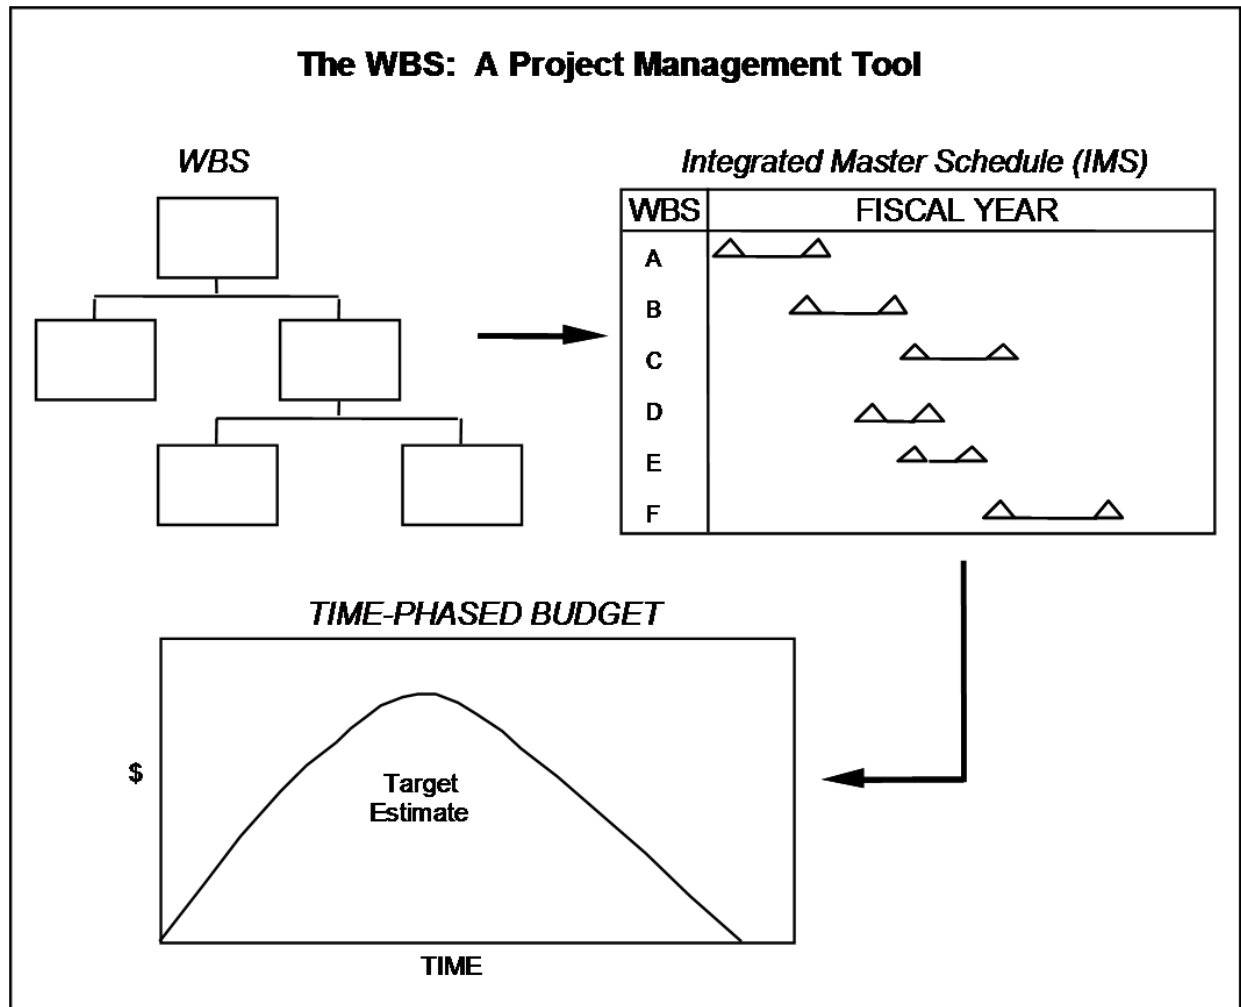 The WBS: A Project Management Tool
WBS
Integrated Master Schedule (IMS)
WBS
FISCAL YEAR
A
B
C
D
E
F
TIME-PHASED BUDGET
$
Target
Estimate
TIME